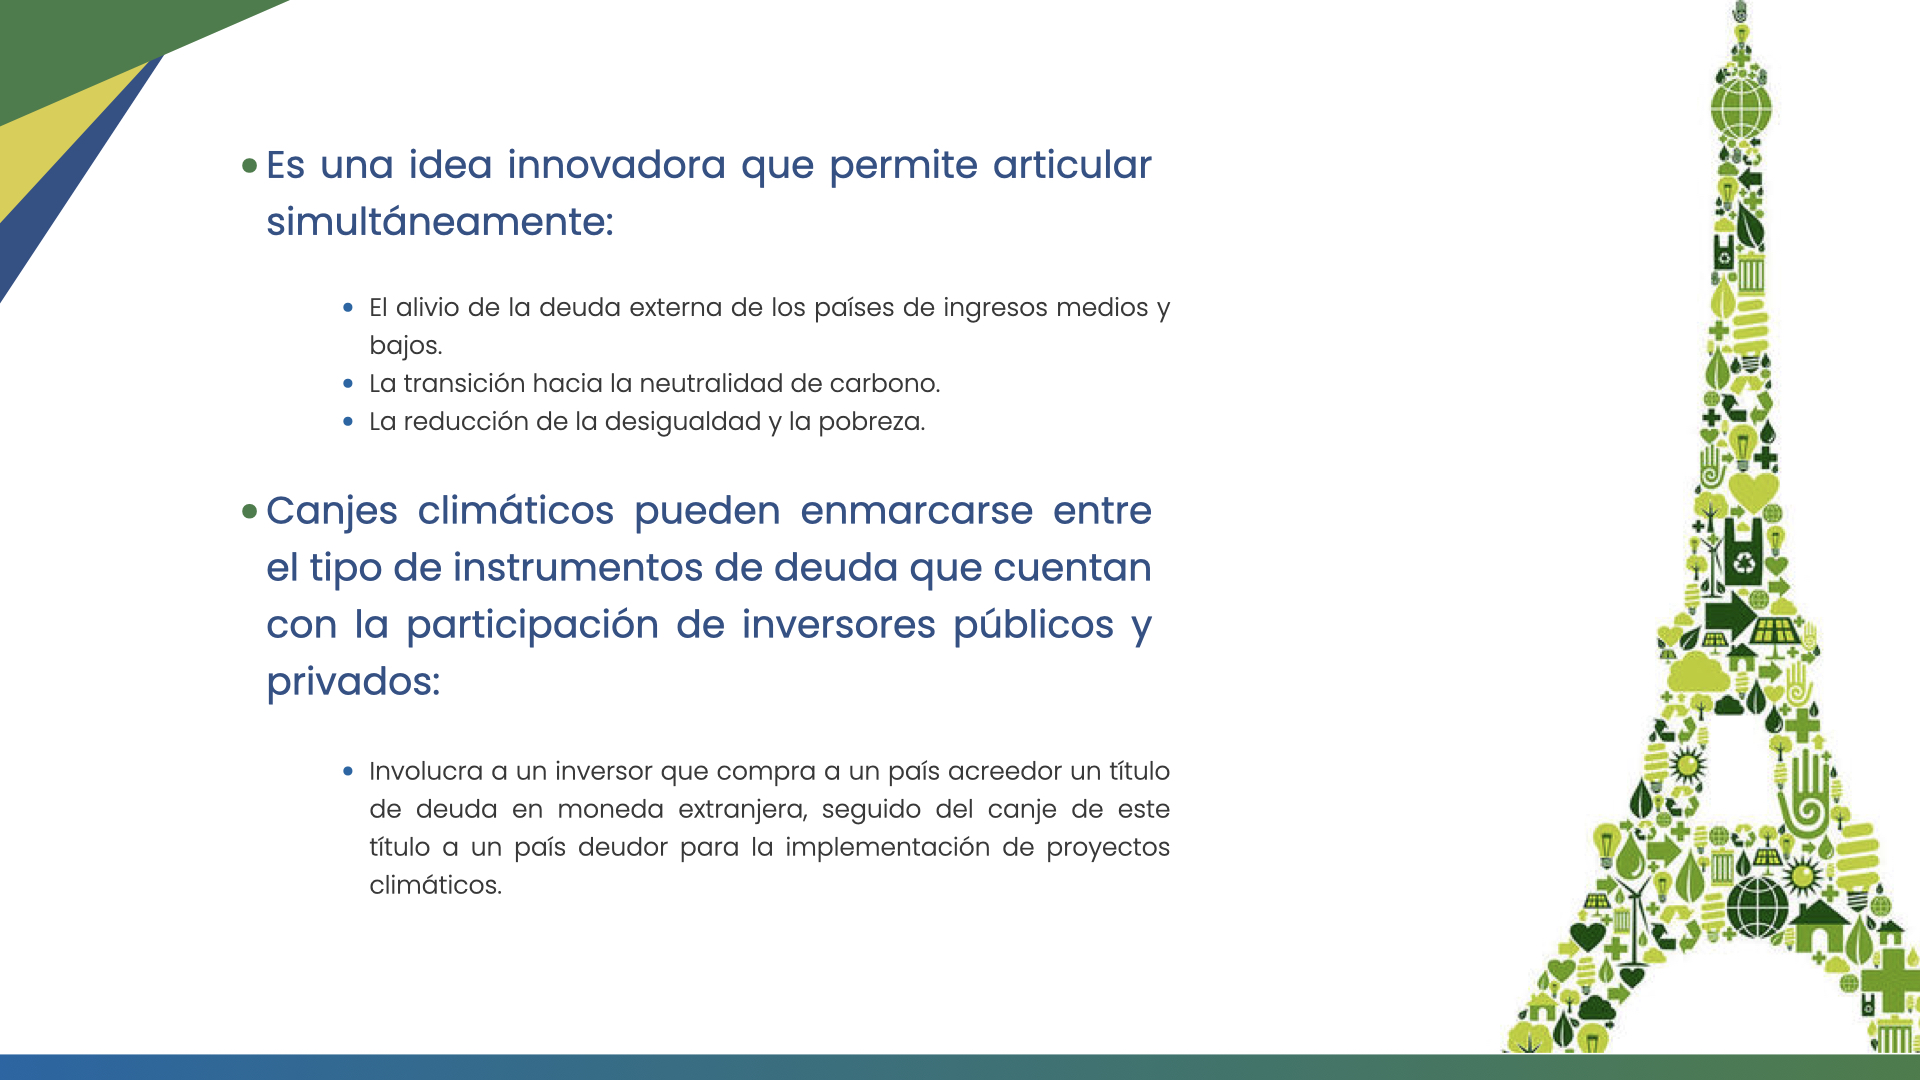 • Es una idea innovadora que permite articular
simultáneamente:
• El alivio de la deuda externa de los países de ingresos medios y
bajos.
• La transición hacia la neutralidad de carbono.
• La reducción de la desigualdad y la pobreza.
• Canjes climáticos pueden enmarcarse entre
el tipo de instrumentos de deuda que cuentan
con la participación de inversores públicos y
privados:
• Involucra a un inversor que compra a un país acreedor un título
de deuda en moneda extranjera, seguido del canje de este
título a un país deudor para la implementación de proyectos
climáticos.